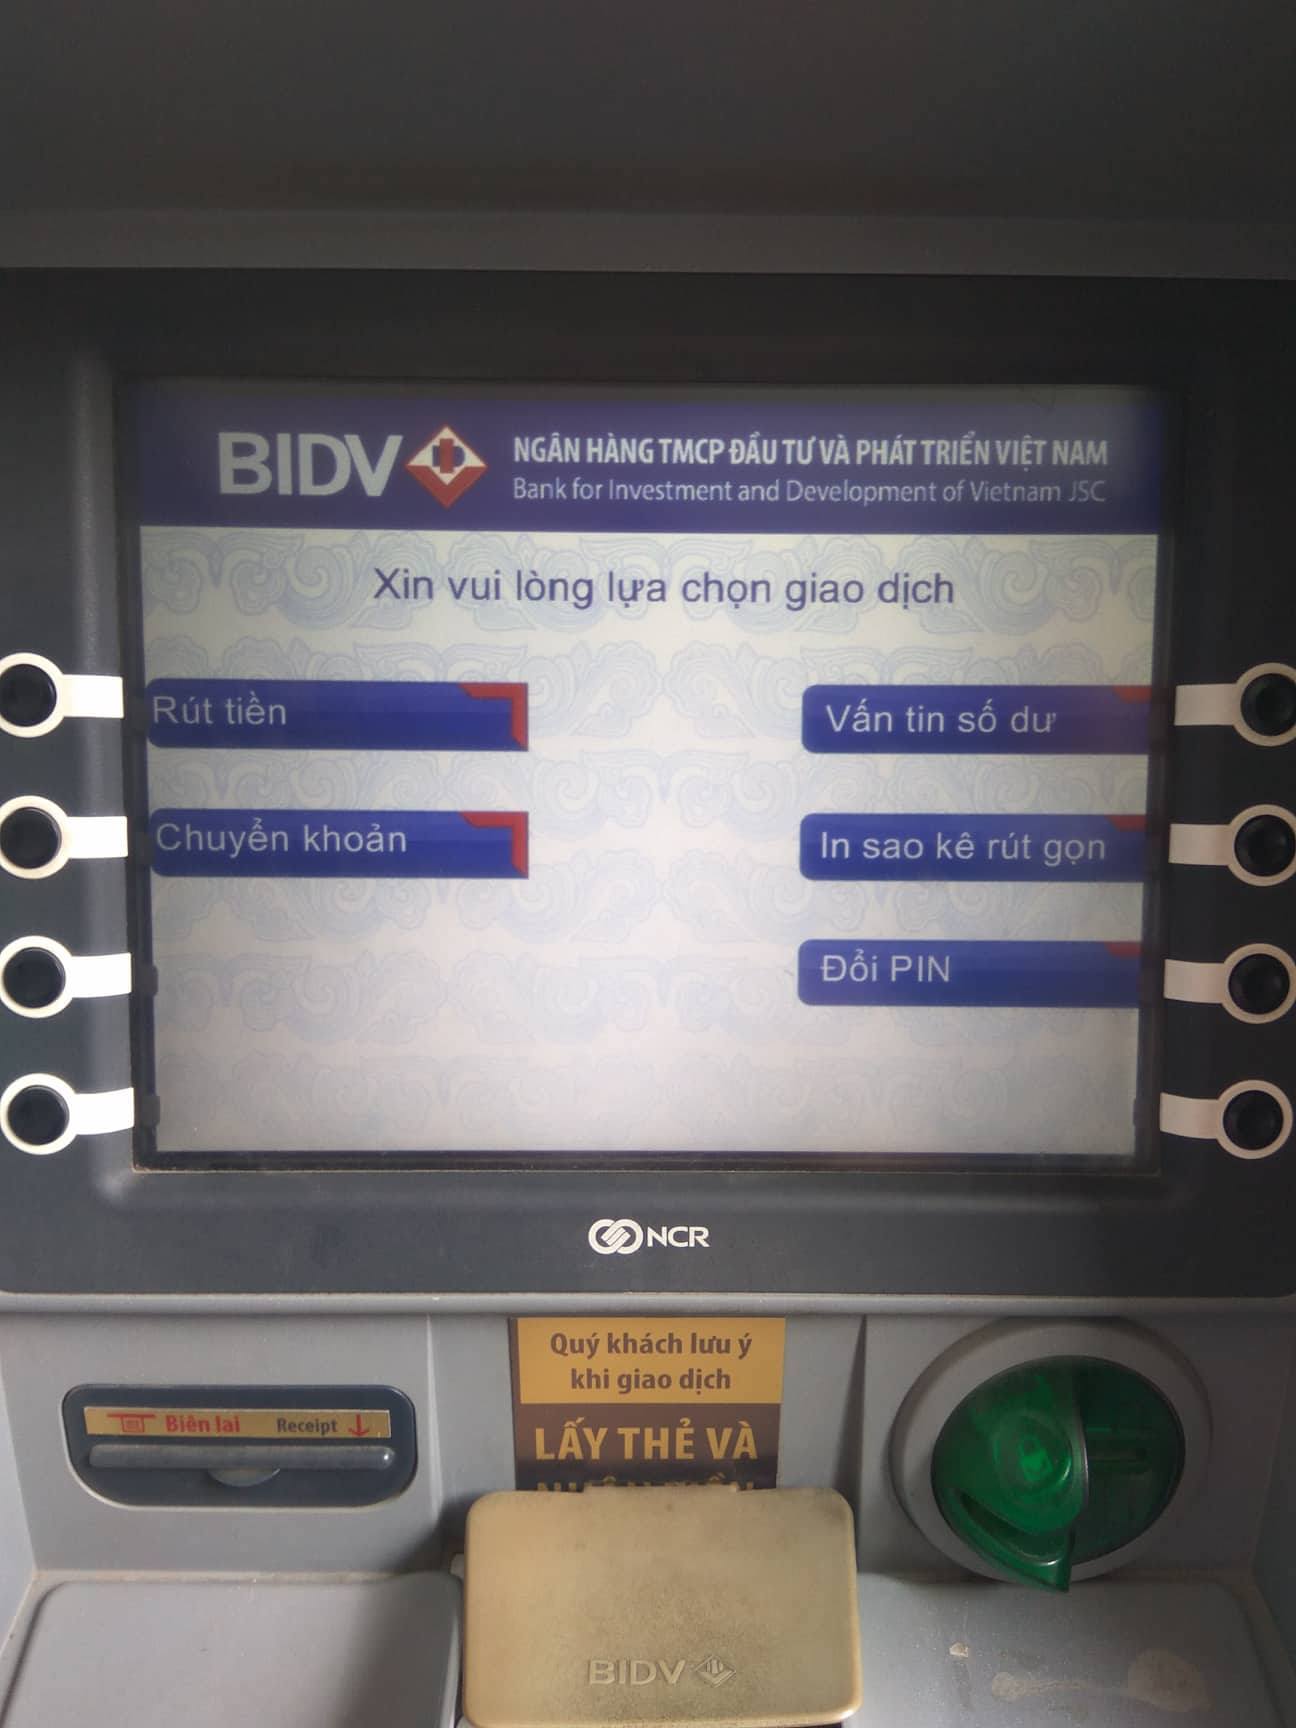 BIDV
NGÂN HÀNG TMCP ĐẦU TƯ VÀ PHÁT TRIỂN VIỆT NAM
Bank for Investment and Development of Vietnam JSC
Xin vui lòng lựa chọn giao dịch
Rút tiền
Vấn tin số dư
Chuyển khoản
In sao kê rút gọn
Đổi PIN
NCR
Quý khách lưu ý
khi giao dịch
LẤY THẺ VÀ
Biên lai Receipt
BIDV